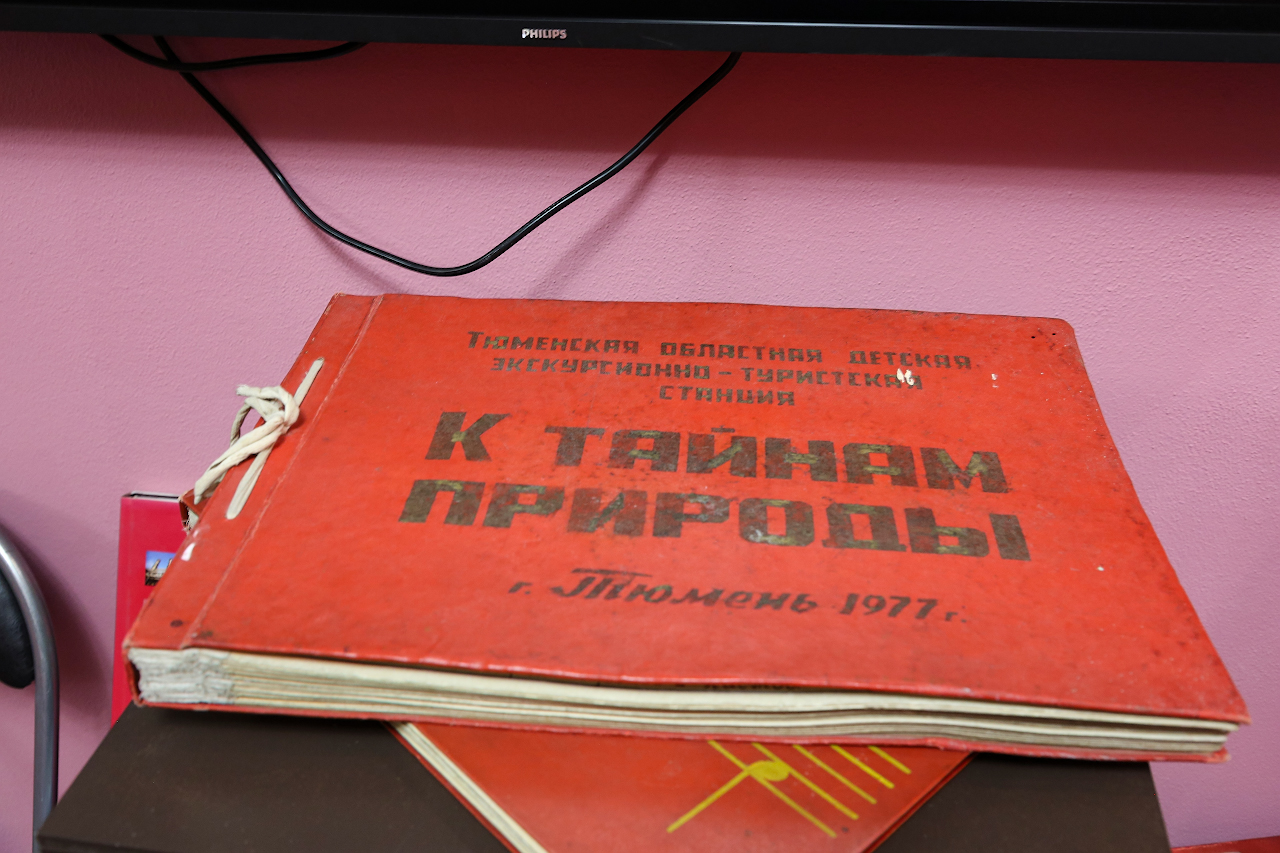 PHILIPS
Тюменская областная детская
экскурсионно-туристская
станция
К ТАЙНАМ
ПРИРОДЫ
г. Тюмень 1977 г.